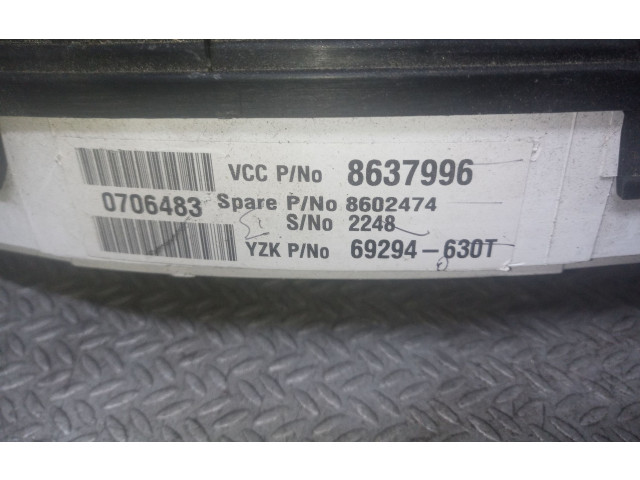 VCC P/No 8637996
0706483 Spare P/No 8602474
S/No 2248
YZK P/No 69294-630T